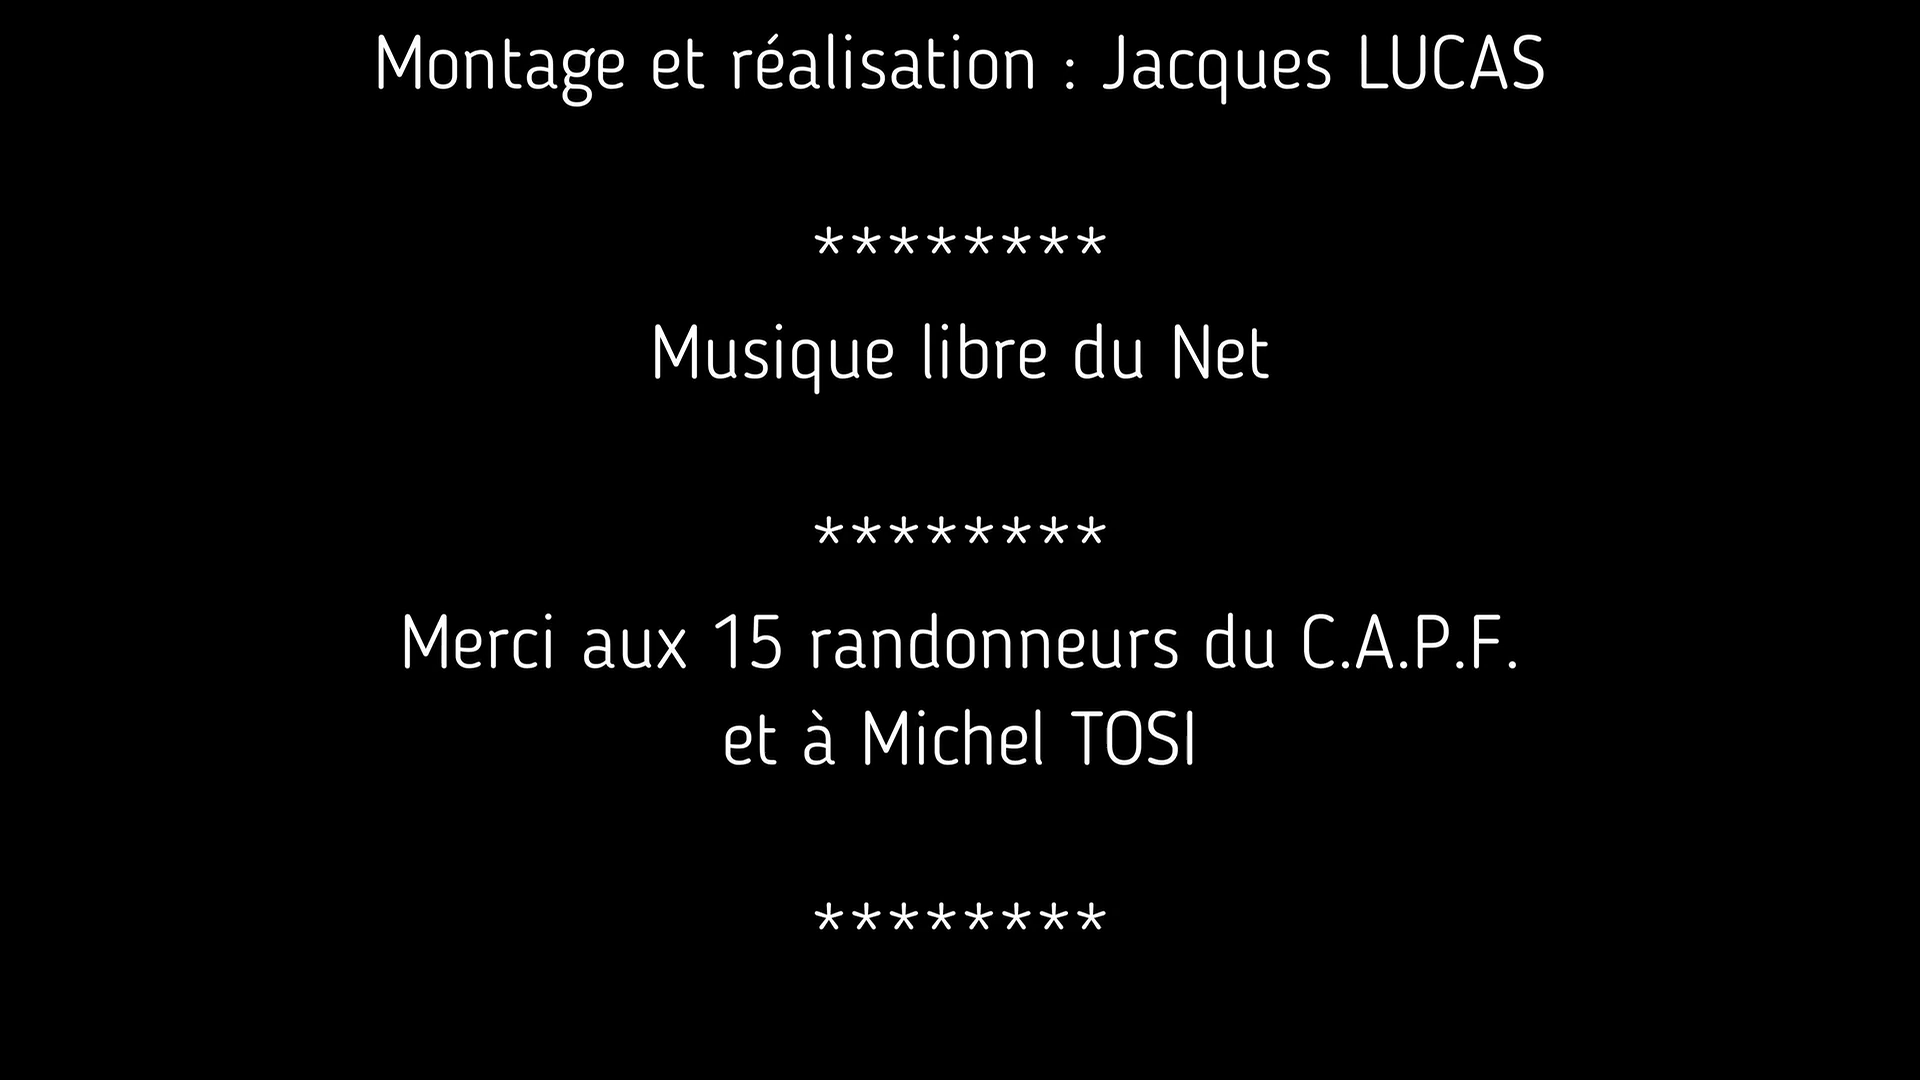 Montage et réalisation : Jacques LUCAS
********
Musique libre du Net
********
Merci aux 15 randonneurs du C.A.P.F.
et à Michel TOSI
********